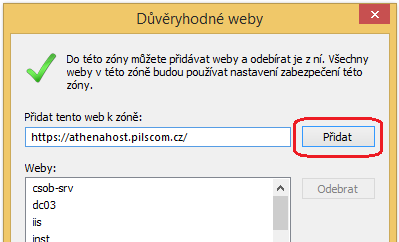 Důvěryhodné weby
Do této zóny můžete přidávat weby a odebírat je z ní. Všechny
weby v této zóně budou používat nastavení zabezpečení této
zóny.
Přidat tento web k zóně:
https://athenahost.pilscom.cz/
Přidat
Weby:
csob-srv
Odebrat
dc03
iis
inst